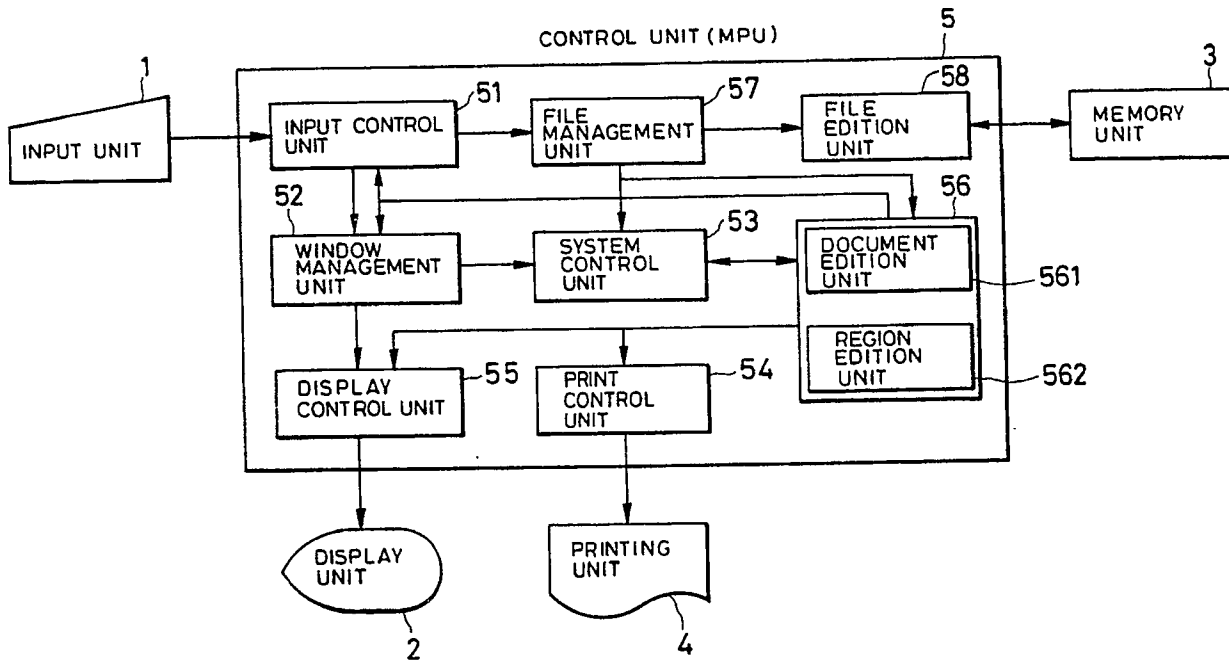 CONTROL UNIT (MPU)
5
1
3
51
57
58
INPUT UNIT
INPUT CONTROL
UNIT
FILE
MANAGEMENT
UNIT
FILE
EDITION
UNIT
MEMORY
UNIT
52
53
56
WINDOW
MANAGEMENT
UNIT
SYSTEM
CONTROL
UNIT
DOCUMENT
EDITION
UNIT
561
55
54
DISPLAY
CONTROL UNIT
PRINT
CONTROL
UNIT
REGION
EDITION
UNIT
562
DISPLAY
UNIT
PRINTING
UNIT
2
4